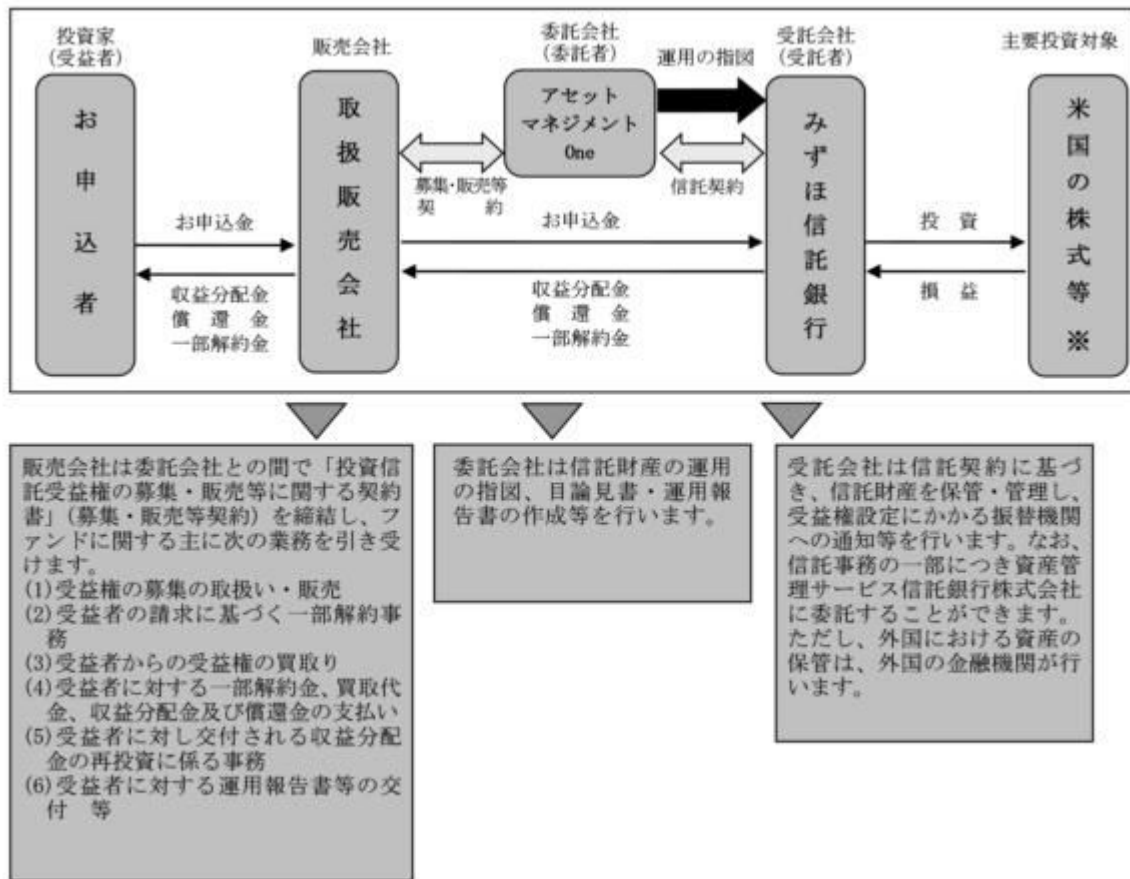 投資家
(受益者)
お申込者
販売会社
取扱販売会社
委託会社
(委託者)
アセット
マネジメント
One
運用の指図
受託会社
(受託者)
みずほ信託銀行
主要投資対象
米国の株式等※
募集・販売等
契　約
信託契約
お申込金
収益分配金
償　還　金
一部解約金
お申込金
収益分配金
償　還　金
一部解約金
投　資
損　益
販売会社は委託会社との間で「投資信
託受益権の募集・販売等に関する契約
書」(募集・販売等契約) を締結し、フ
ァンドに関する主に次の業務を引き受
けます。
(1)受益権の募集の取扱い・販売
(2)受益者の請求に基づく一部解約事
務
(3)受益者からの受益権の買取り
(4)受益者に対する一部解約金、買取代
金、収益分配金及び償還金の支払い
(5)受益者に対し交付される収益分配
金の再投資に係る事務
(6)受益者に対する運用報告書等の交
付　等
委託会社は信託財産の運用
の指図、目論見書・運用報
告書の作成等を行います。
受託会社は信託契約に基づ
き、信託財産を保管・管理し、
受益権設定にかかる振替機関
への通知等を行います。なお、
信託事務の一部につき資産管
理サービス信託銀行株式会社
に委託することができます。
ただし、外国における資産の
保管は、外国の金融機関が行
います。